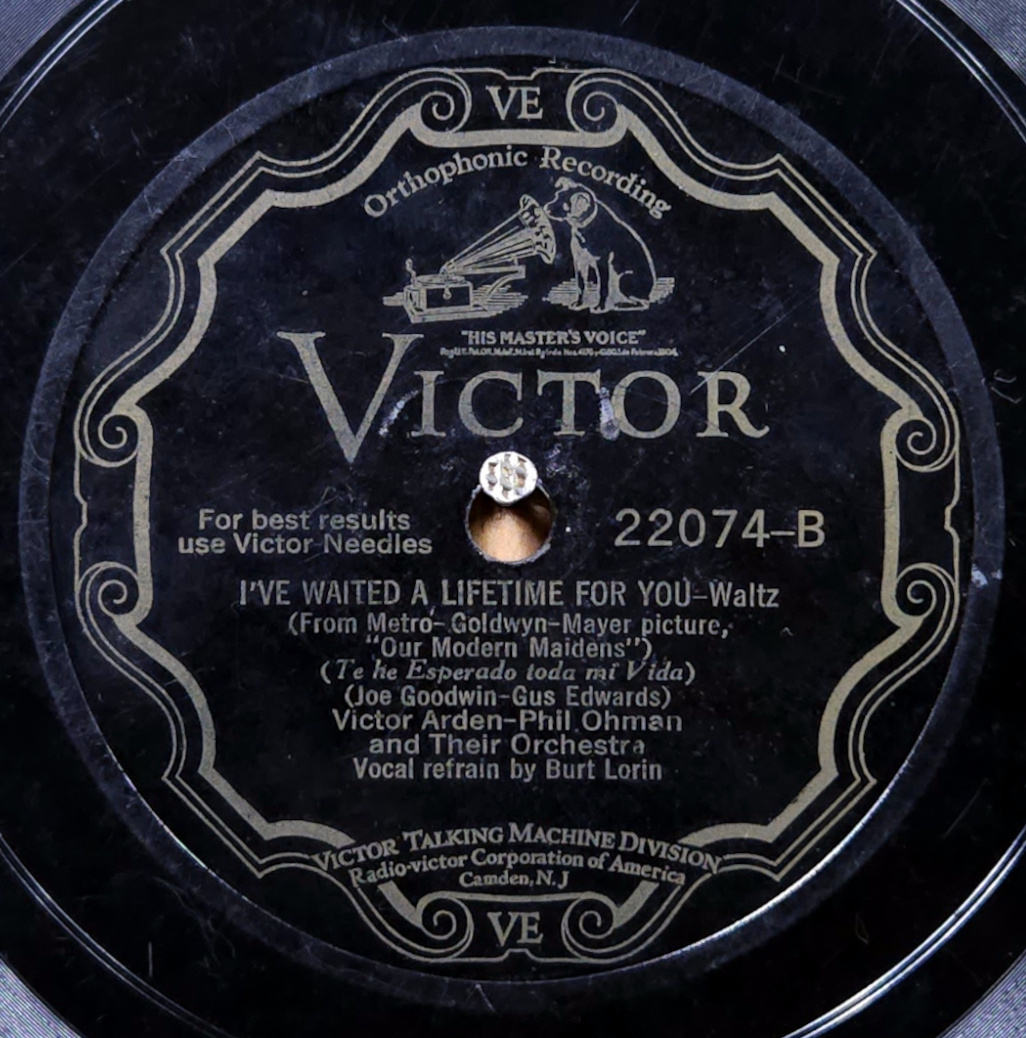 VE
Orthophonic Recording
"HIS MASTER'S VOICE"
VICTOR
For best results
use Victor Needles
22074-B
I'VE WAITED A LIFETIME FOR YOU-Waltz
(From Metro-Goldwyn-Mayer picture,
"Our Modern Maidens")
(Te he Esperado toda mi Vida)
(Joe Goodwin-Gus Edwards)
Victor Arden-Phil Ohman
and Their Orchestra
Vocal refrain by Burt Lorin
VICTOR TALKING MACHINE DIVISION
Radio-victor Corporation of America
Camden, N. J
VE